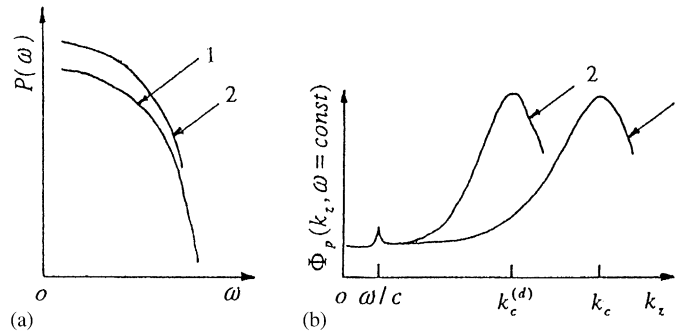 P(ω)
1
2
o
ω
(a)
Φ_p (k_z, ω = const)
2
o
ω/c
k_c^(d)
k_c
k_z
(b)